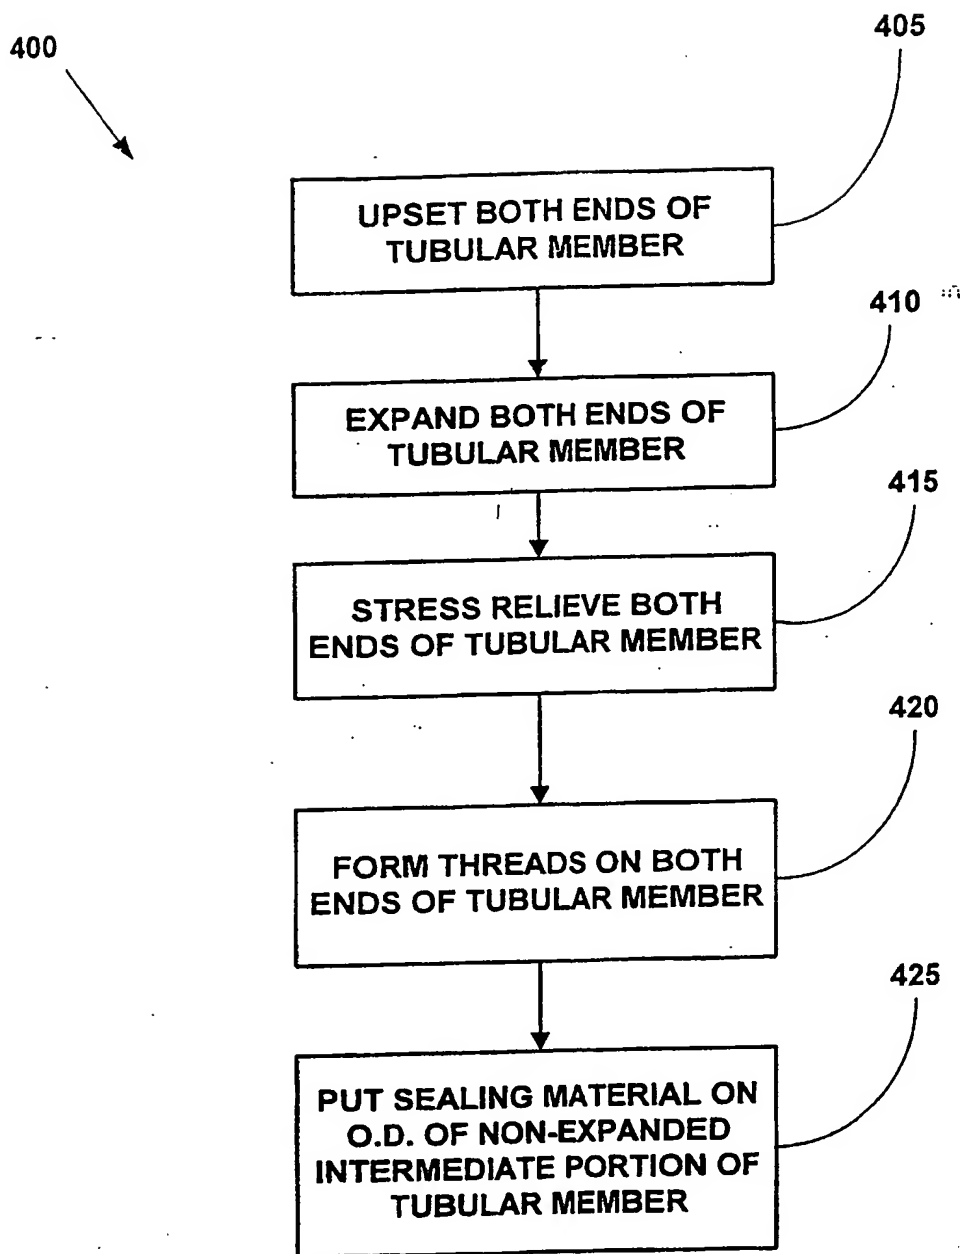 400
405
UPSET BOTH ENDS OF
TUBULAR MEMBER
410
EXPAND BOTH ENDS OF
TUBULAR MEMBER
415
STRESS RELIEVE BOTH
ENDS OF TUBULAR MEMBER
420
FORM THREADS ON BOTH
ENDS OF TUBULAR MEMBER
425
PUT SEALING MATERIAL ON
O.D. OF NON-EXPANDED
INTERMEDIATE PORTION OF
TUBULAR MEMBER